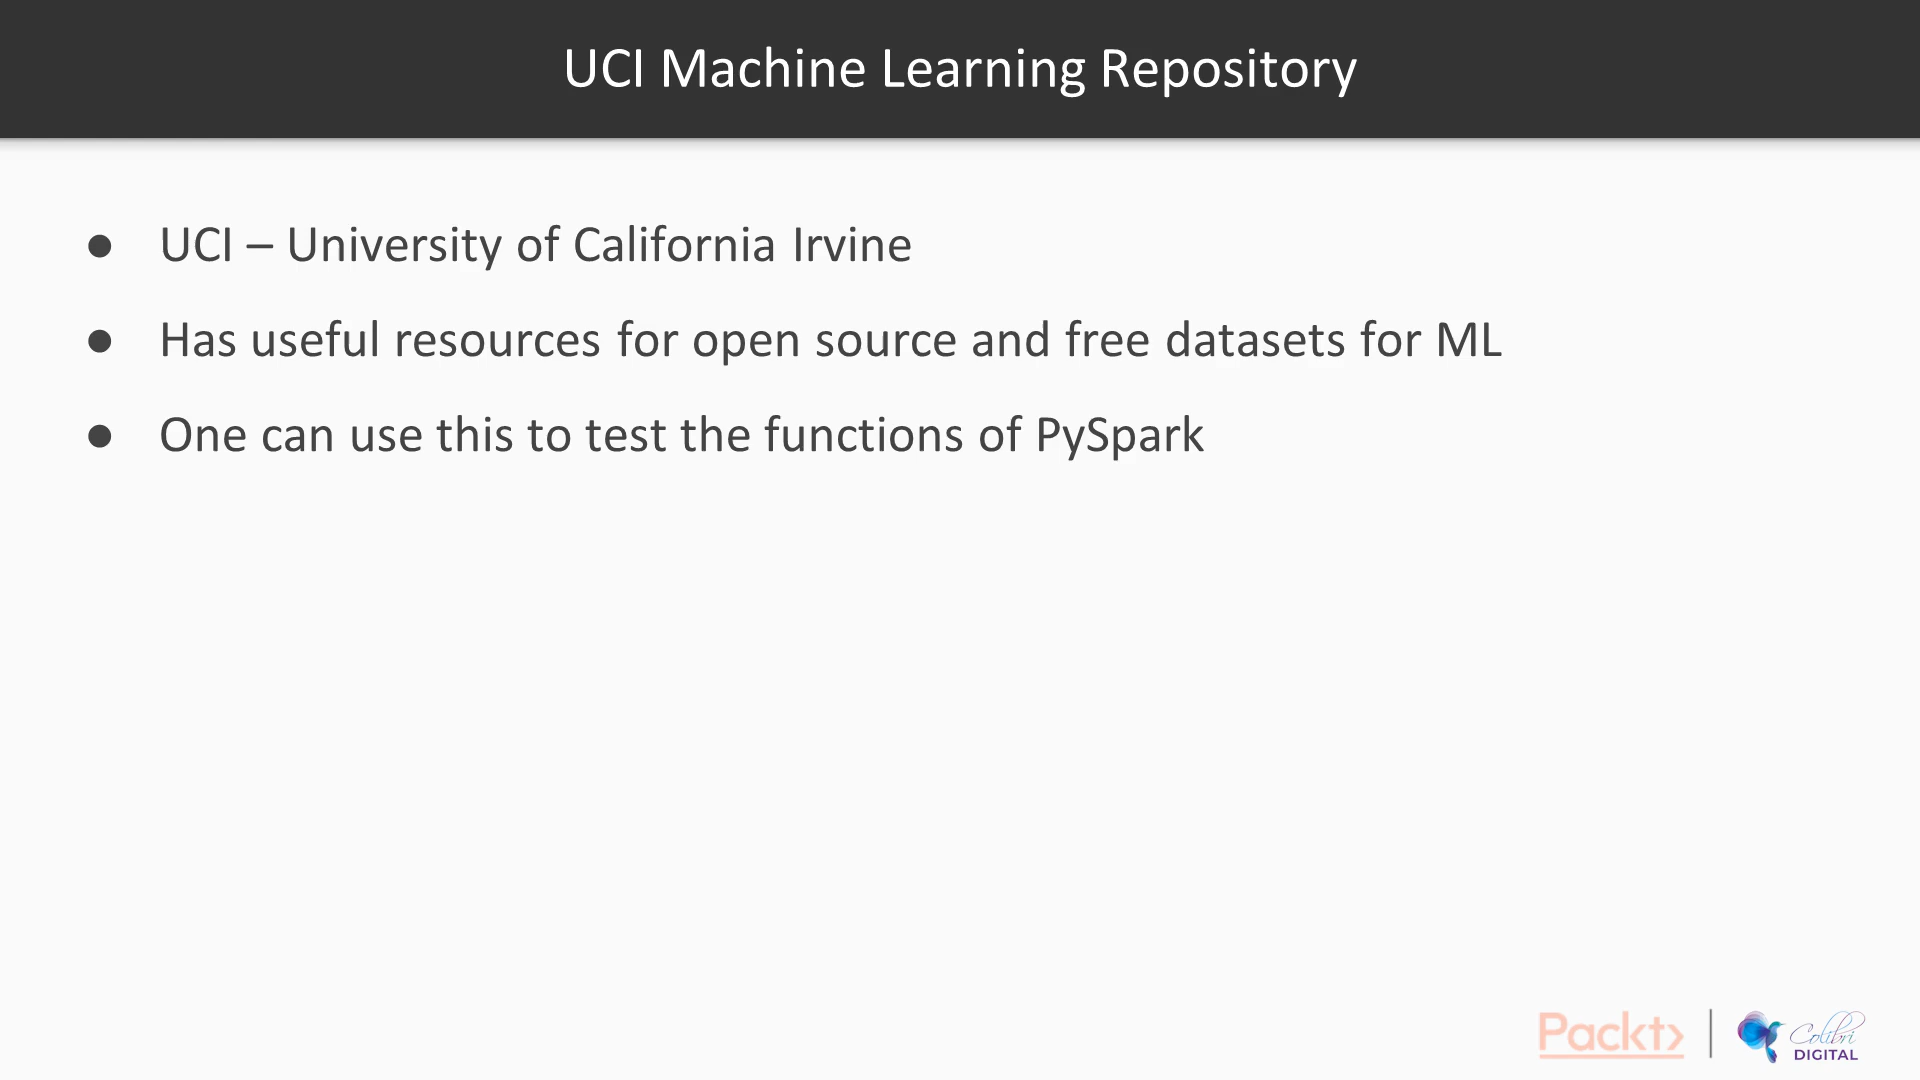 UCI Machine Learning Repository
● UCI – University of California Irvine
● Has useful resources for open source and free datasets for ML
● One can use this to test the functions of PySpark
Packt>
Colibri
DIGITAL